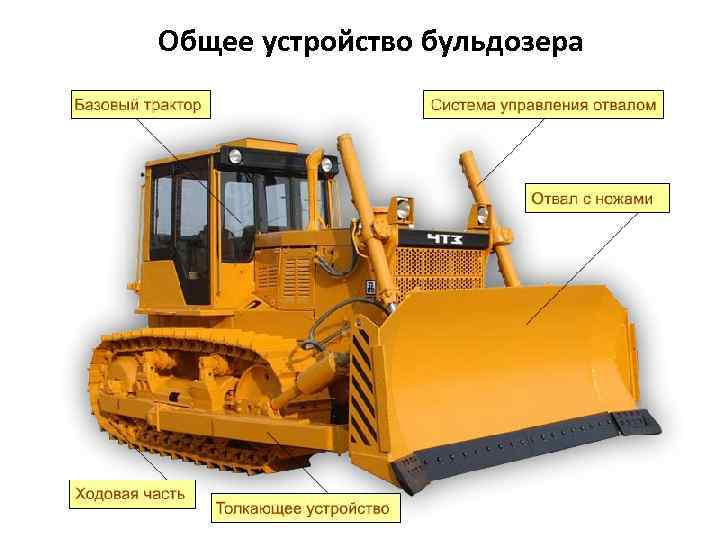 Общее устройство бульдозера
Базовый трактор
Система управления отвалом
Отвал с ножами
ЧТЗ
Ходовая часть
Толкающее устройство